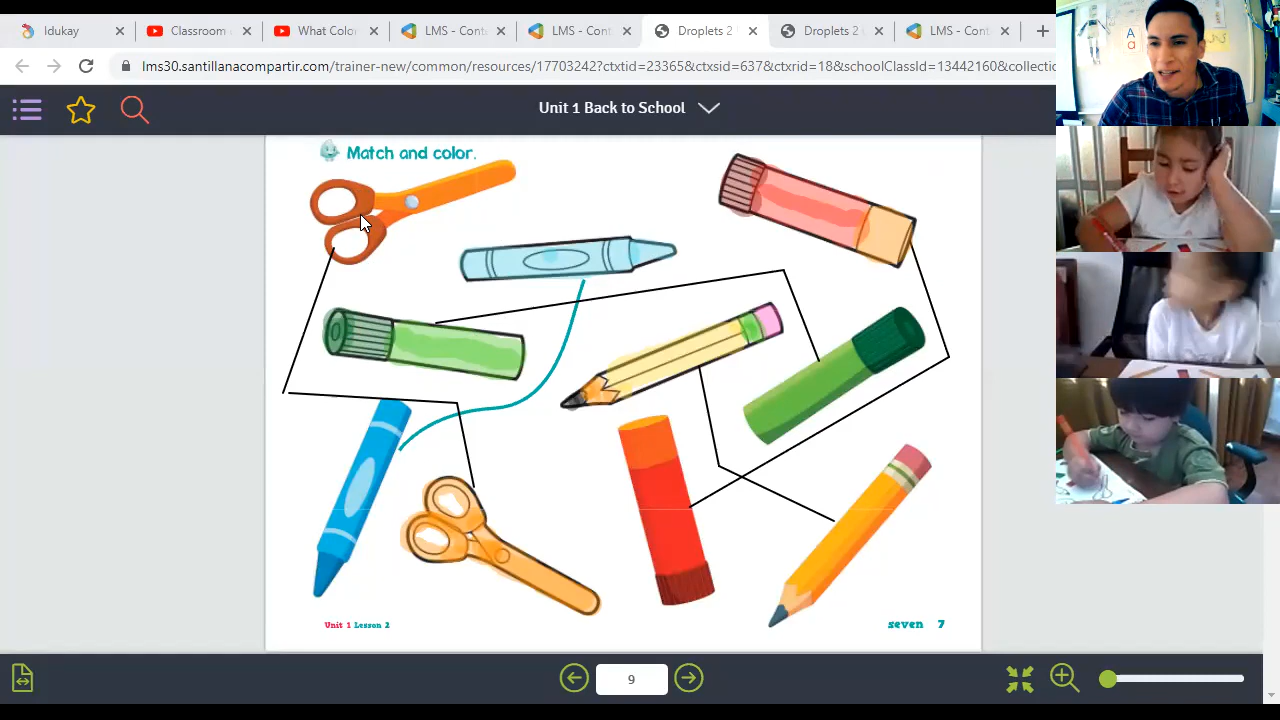 Idukay
Classroom
What Colo
LMS - Conte
LMS - Cont
Droplets 2
Droplets 2
LMS - Cont
lms30.santillanacompartir.com/trainer-new/common/resources/17703242?ctxtid=23365&ctxsid=637&ctxrid=18&schoolClassId=13442160&collectio
Unit 1 Back to School
Match and color.
A
a
Unit 1 Lesson 2
seven 7
9